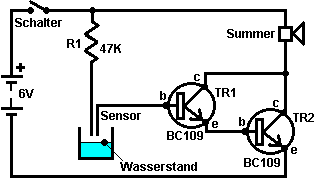 Schalter
R1
47K
Summer
+
6V
c
TR1
Sensor
b
e
c
TR2
BC109
b
e
BC109
Wasserstand